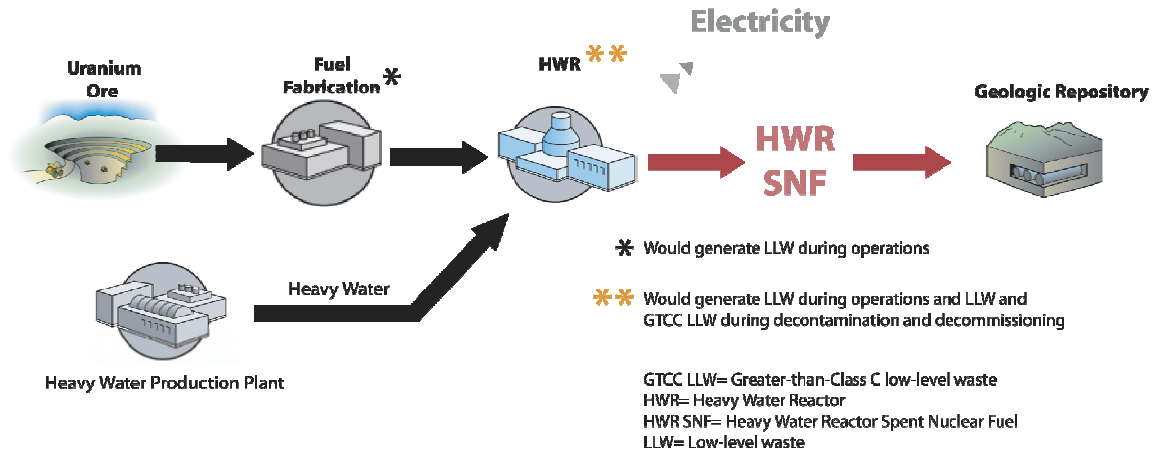 Electricity
Uranium
Ore
Fuel
Fabrication*
HWR**
Geologic Repository
HWR
SNF
Heavy Water
Heavy Water Production Plant
* Would generate LLW during operations
** Would generate LLW during operations and LLW and
GTCC LLW during decontamination and decommissioning
GTCC LLW= Greater-than-Class C low-level waste
HWR= Heavy Water Reactor
HWR SNF= Heavy Water Reactor Spent Nuclear Fuel
LLW= Low-level waste